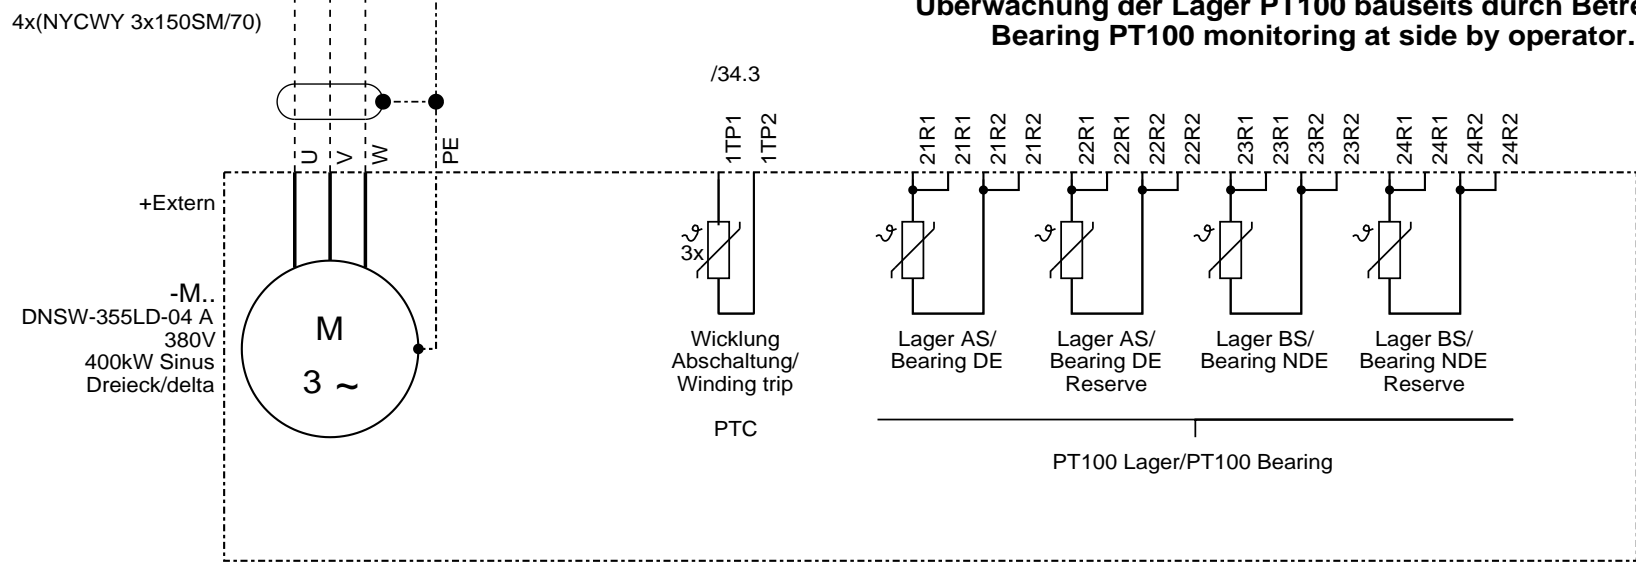 Überwachung der Lager PT100 bauseits durch
Bearing PT100 monitoring at side by operator.
4x(NYCWY 3x150SM/70)
/34.3
U
V
W
PE
1TP1
1TP2
21R1
21R1
21R2
21R2
22R1
22R1
22R2
22R2
23R1
23R1
23R2
23R2
24R1
24R1
24R2
24R2
+Extern
-M..
DNSW-355LD-04 A
380V
400kW Sinus
Dreieck/delta
M
3 ~
ϑ
3x
ϑ
ϑ
ϑ
ϑ
Wicklung
Abschaltung/
Winding trip
PTC
Lager AS/
Bearing DE
Lager AS/
Bearing DE
Reserve
Lager BS/
Bearing NDE
Lager BS/
Bearing NDE
Reserve
PT100 Lager/PT100 Bearing